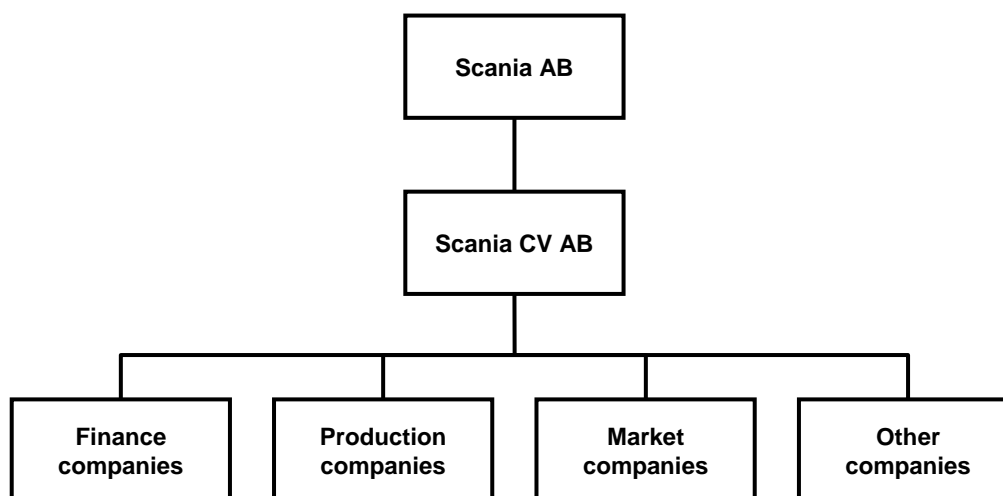 Scania AB
Scania CV AB
Finance
companies
Production
companies
Market
companies
Other
companies